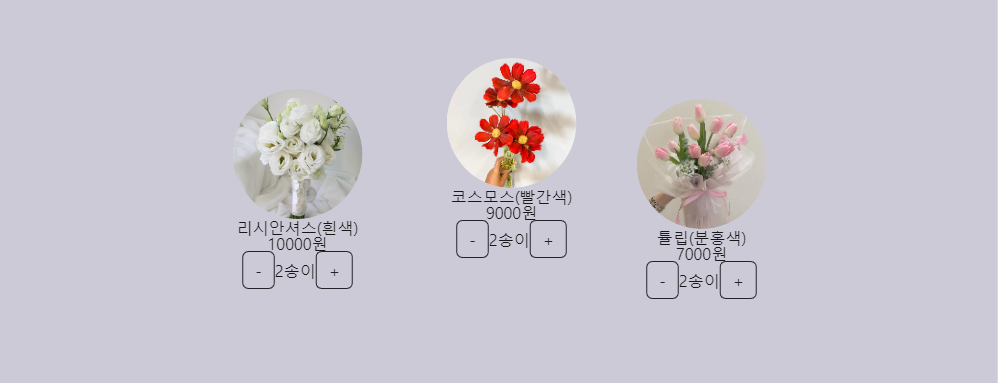 리시안셔스(흰색)
10000원
- 2송이 +
코스모스(빨간색)
9000원
- 2송이 +
튤립(분홍색)
7000원
- 2송이 +